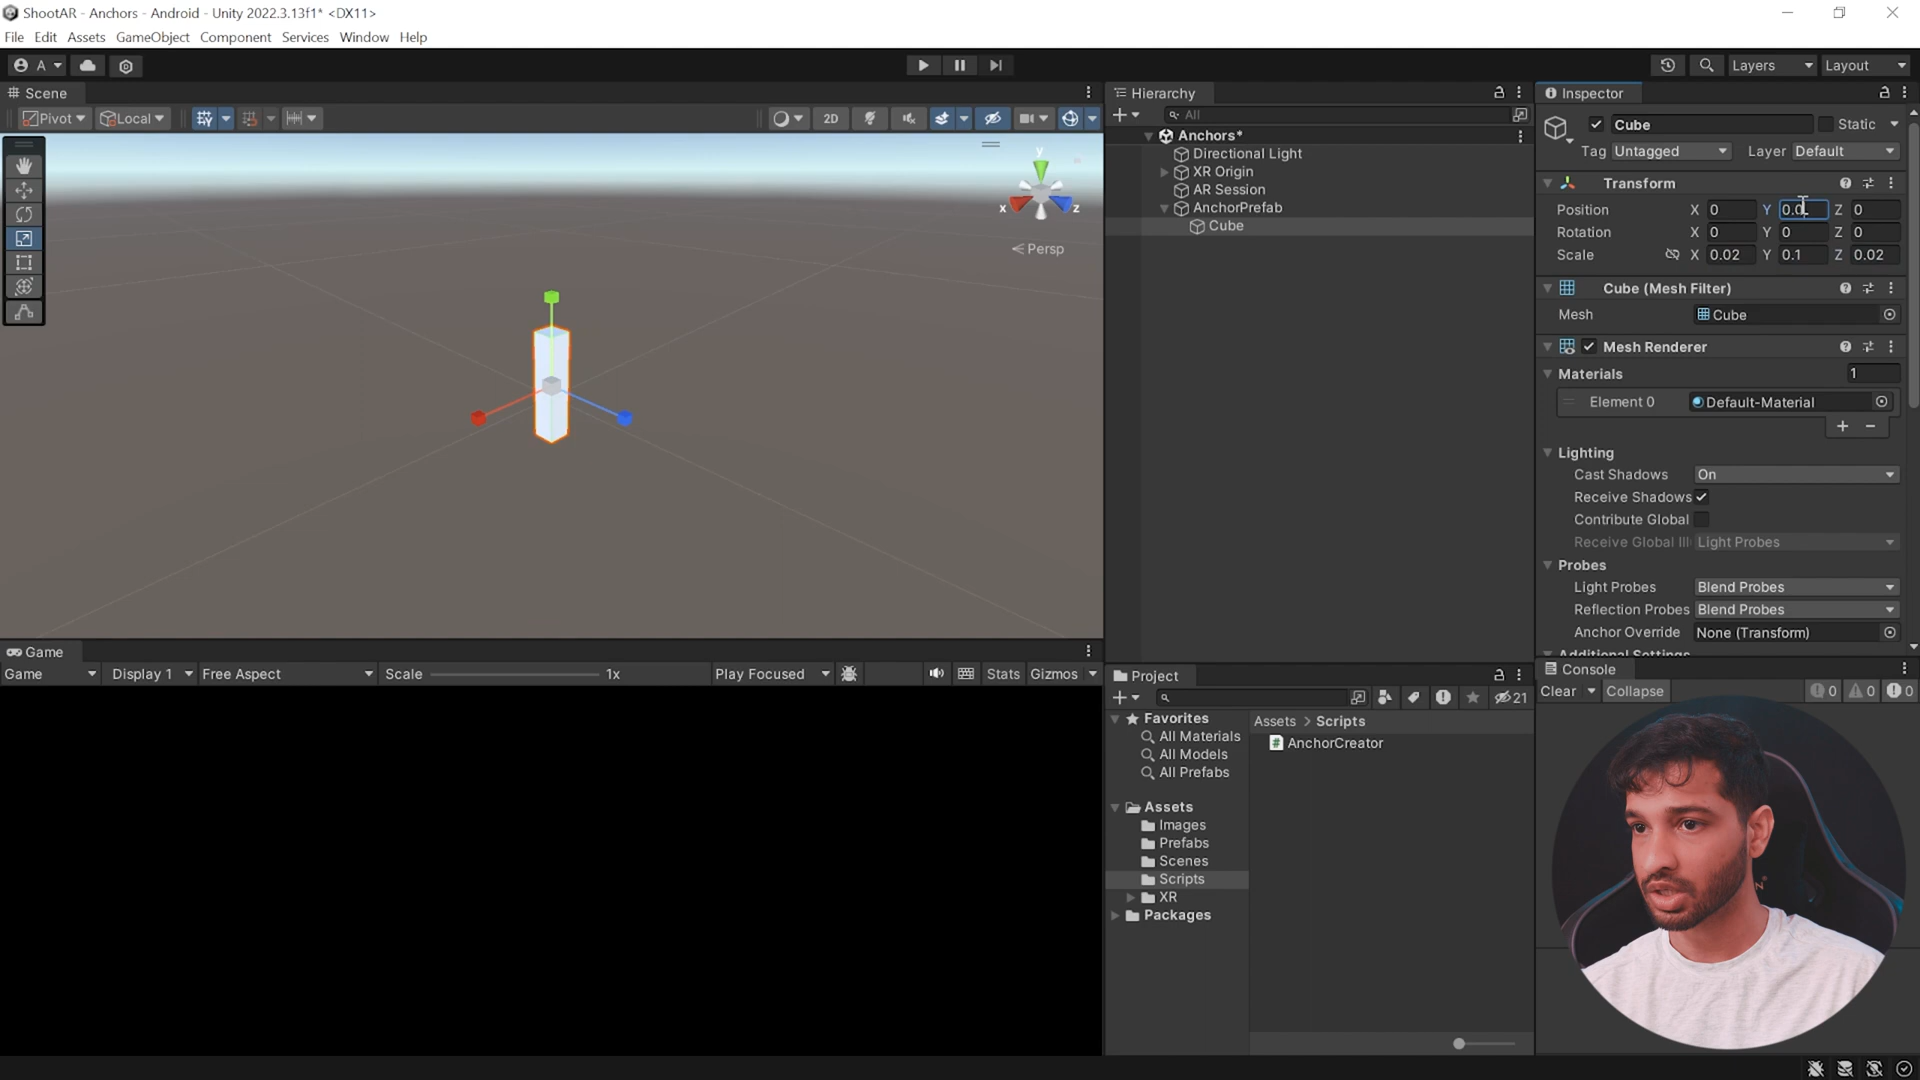 ShootAR - Anchors - Android - Unity 2022.3.13f1* <DX11>
File Edit Assets GameObject Component Services Window Help
A Layers Layout
Scene
Pivot Local 2D
y
x z
Persp
Hierarchy
All
Anchors*
Directional Light
XR Origin
AR Session
AnchorPrefab
Cube
Inspector
Cube Static
Tag Untagged Layer Default
Transform
Position X 0 Y 0.0 Z 0
Rotation X 0 Y 0 Z 0
Scale X 0.02 Y 0.1 Z 0.02
Cube (Mesh Filter)
Mesh Cube
Mesh Renderer
Materials 1
Element 0 Default-Material
Lighting
Cast Shadows On
Receive Shadows
Contribute Global
Receive Global Ill Light Probes
Probes
Light Probes Blend Probes
Reflection Probes Blend Probes
Anchor Override None (Transform)
Additional Settings
Game
Game Display 1 Free Aspect Scale 1x Play Focused Stats Gizmos
Project
21
Favorites
All Materials
All Models
All Prefabs
Assets
Images
Prefabs
Scenes
Scripts
XR
Packages
Assets > Scripts
AnchorCreator
Console
Clear Collapse 0 0 0